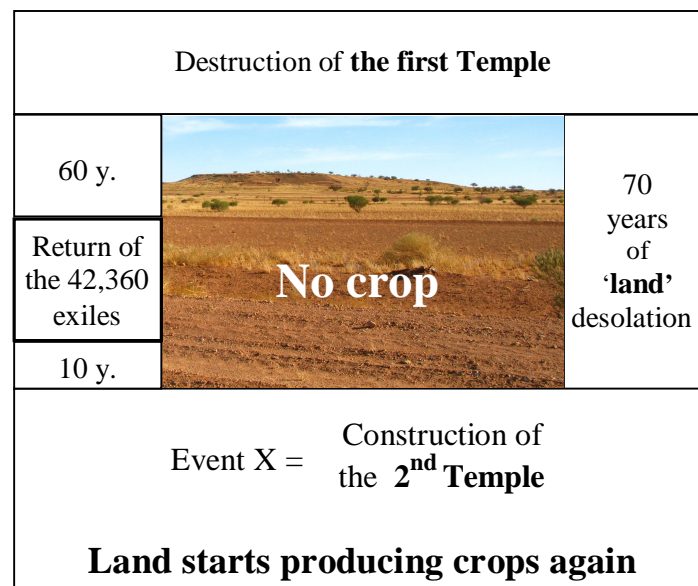 Destruction of the first Temple
60 y.
Return of
the 42,360
exiles
10 y.
No crop
70
years
of
‘land’
desolation
Event X =
Construction of
the 2nd Temple
Land starts producing crops again